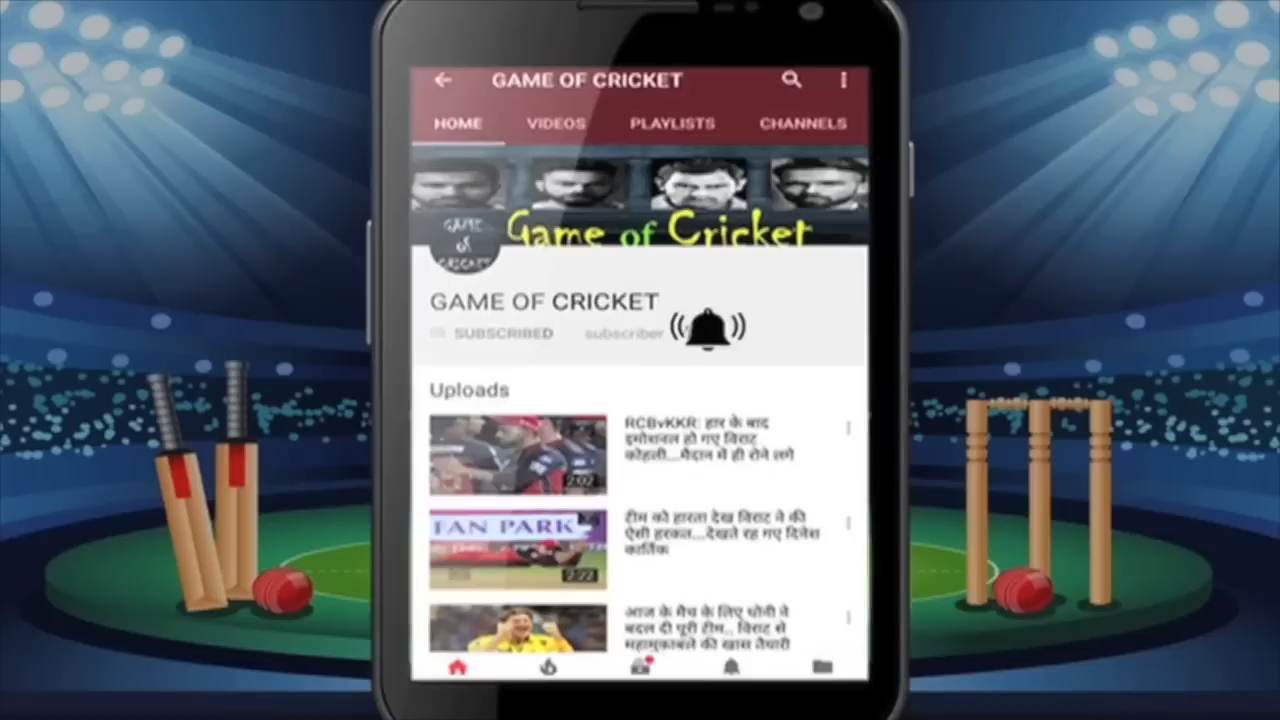 GAME OF CRICKET
HOME VIDEOS PLAYLISTS CHANNELS
Game of Cricket
GAME
of
CRICKET
GAME OF CRICKET
SUBSCRIBED subscriber
Uploads
RCBvKKR: हार के बाद
इमोशनल हो गए विराट
कोहली...मैदान में ही रोने लगे
2:02
टीम को हारता देख विराट ने की
ऐसी हरकत...देखते रह गए दिनेश
कार्तिक
FAN PARK
2:22
आज के मैच के लिए धोनी ने
बदल दी पूरी टीम.. विराट से
महामुकाबले की खास तैयारी